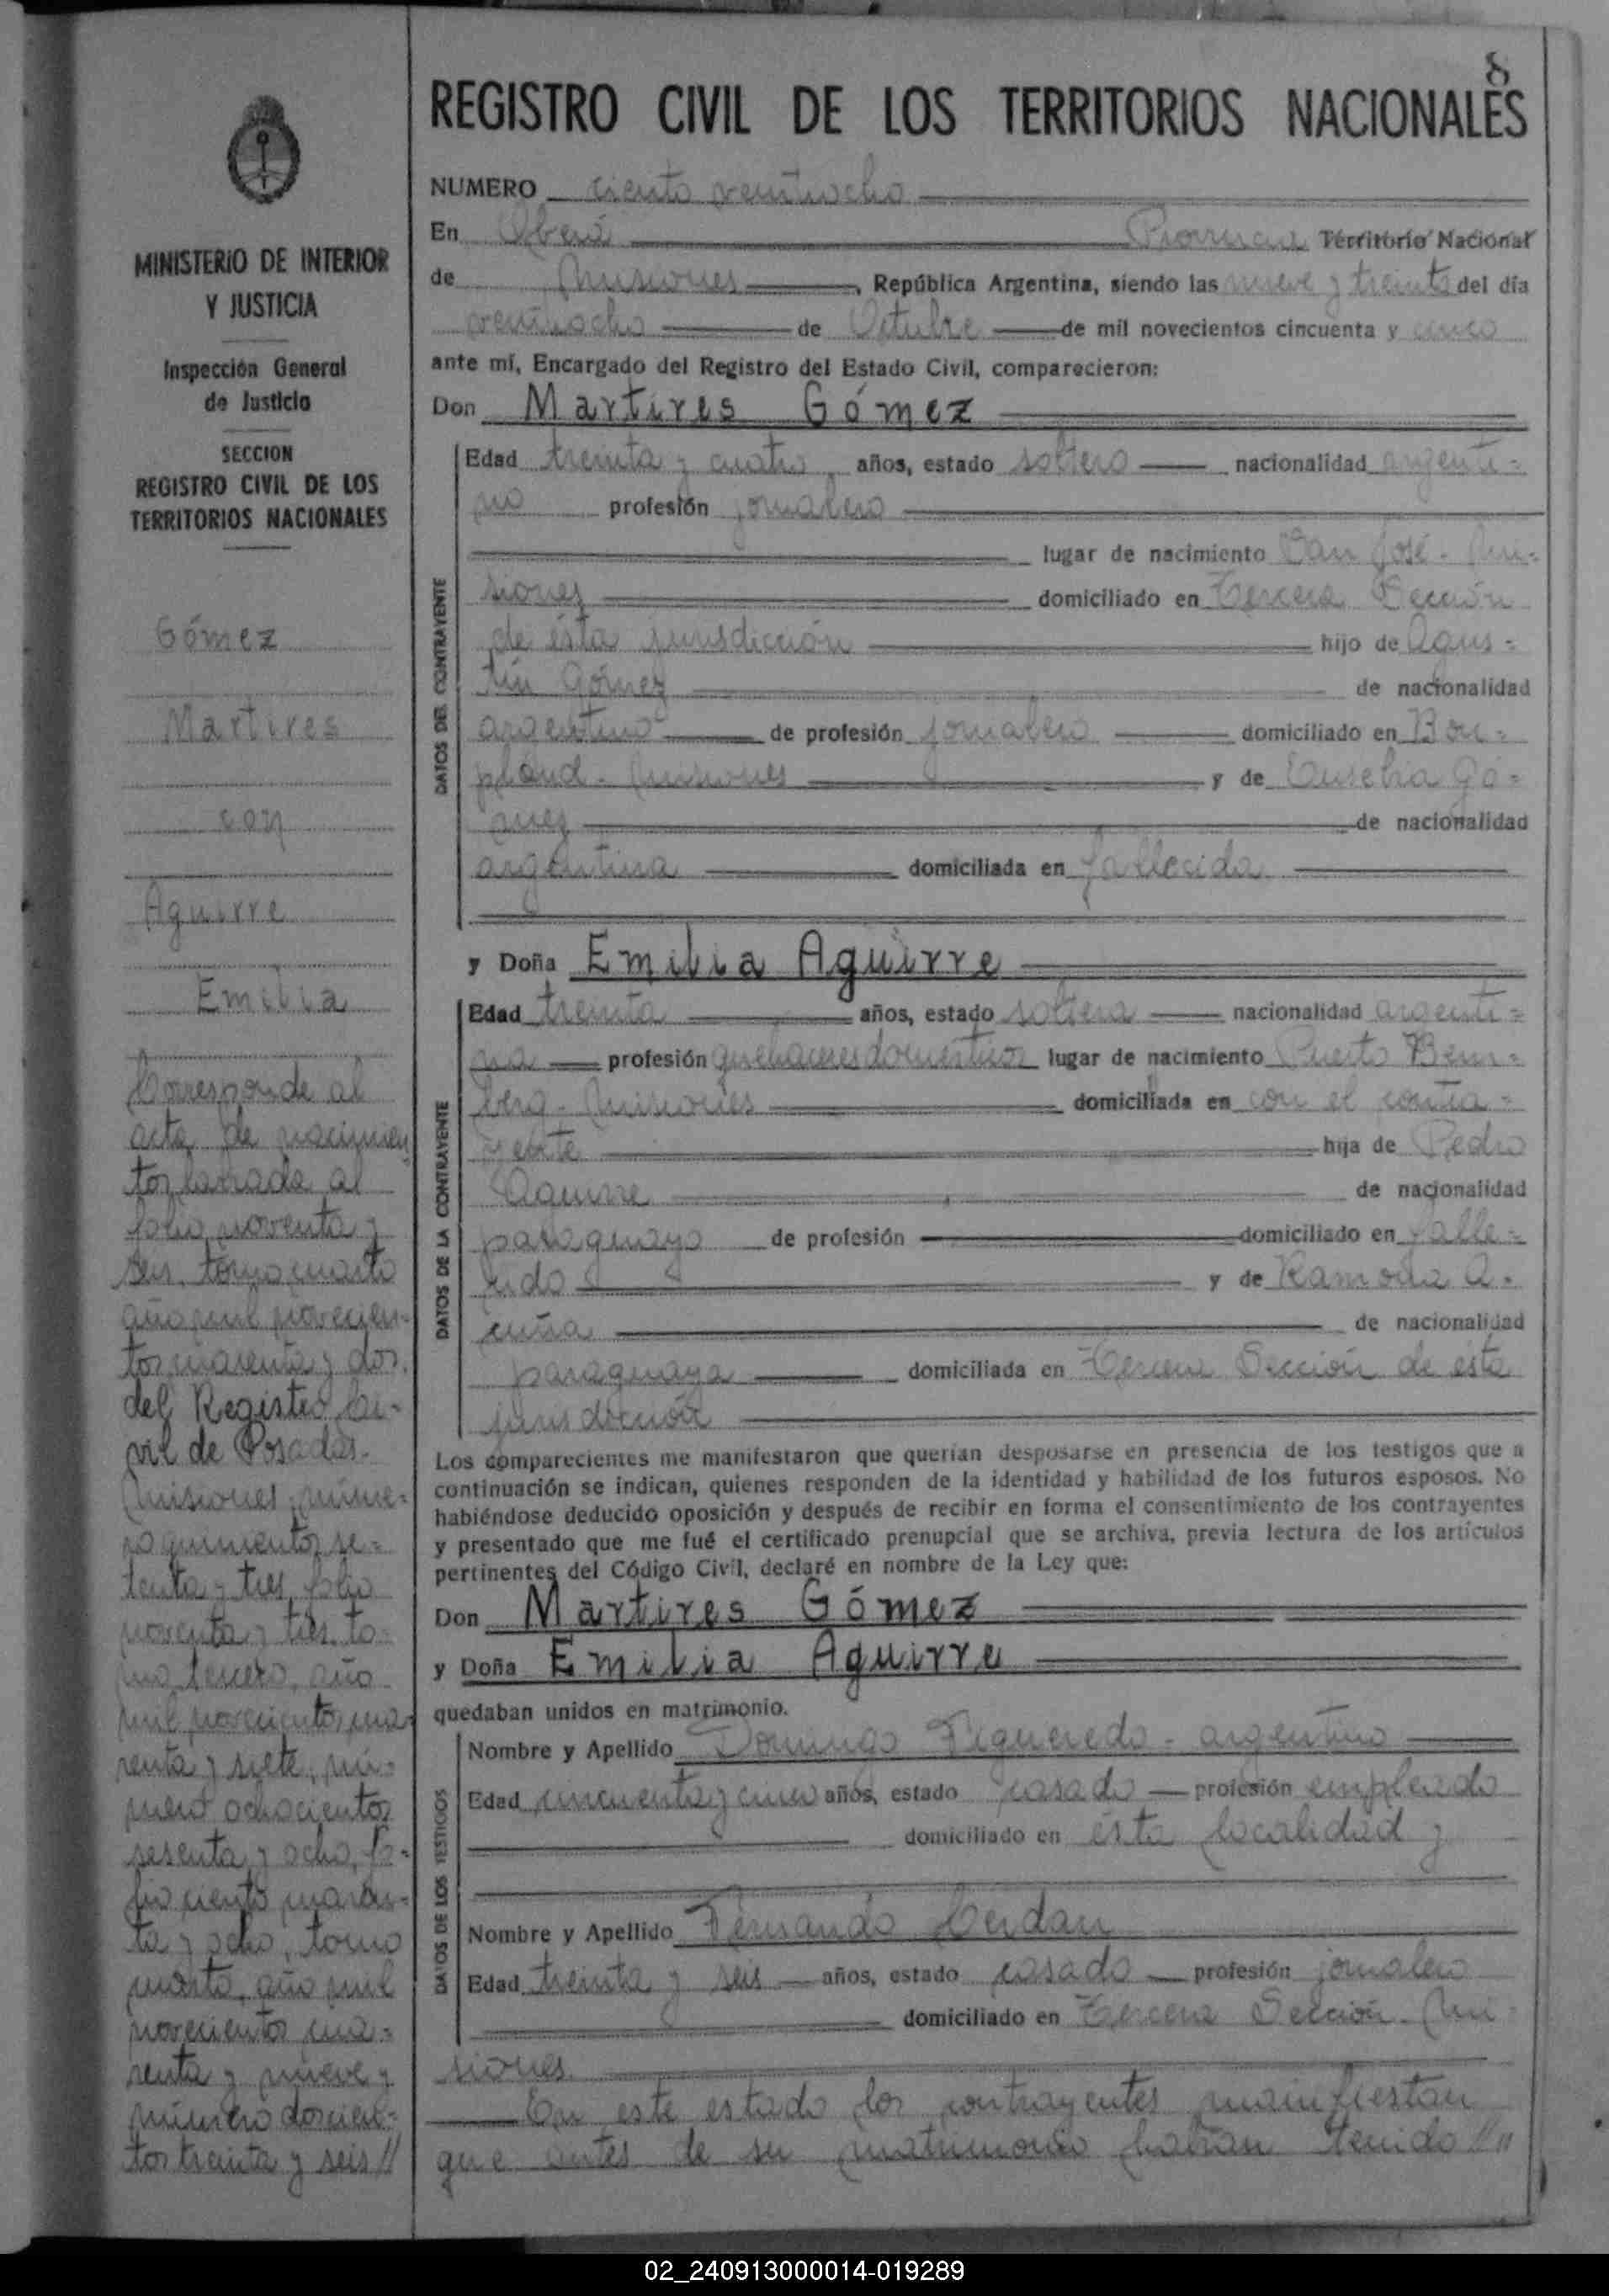 8
REGISTRO CIVIL DE LOS TERRITORIOS NACIONALES
MINISTERIO DE INTERIOR
Y JUSTICIA
Inspección General
de Justicia
SECCION
REGISTRO CIVIL DE LOS
TERRITORIOS NACIONALES
Gómez
Martires
con
Aguirre
Emilia
Corresponde al
acta de nacimien
tos labrada al
folio noventa y
seis, tomo cuarto
año mil novecien-
tos cuarenta y dos,
del Registro Ci-
vil de Posadas.
Misiones, núme-
ro quinientos se-
tenta y tres, folio
noventa y tres, to-
mo tercero, año
mil novecientos cua-
renta y siete, nú-
mero ochocientos
sesenta y ocho, fo-
lio ciento cuaren-
ta y ocho, tomo
cuarto, año mil
novecientos cua-
renta y nueve y
número doscien-
tos treinta y seis //
NUMERO ciento veintiocho
En Oberá Provincia Territorio Nacional
de Misiones, República Argentina, siendo las nueve y treinta del día
veintiocho de Octubre de mil novecientos cincuenta y cinco
ante mí, Encargado del Registro del Estado Civil, comparecieron:
Don Martires Gómez
DATOS DEL CONTRAYENTE
Edad treinta y cuatro años, estado soltero nacionalidad argenti=
no profesión jornalero
lugar de nacimiento San José - Mi=
siones domiciliado en Tercera Sección
de ésta jurisdicción hijo de Agus=
tín Gómez de nacionalidad
argentino de profesión jornalero domiciliado en Bon=
pland - Misiones y de Eusebia Gó=
mez de nacionalidad
argentina domiciliada en fallecida
y Doña Emilia Aguirre
DATOS DE LA CONTRAYENTE
Edad treinta años, estado soltera nacionalidad argenti=
na profesión quehaceres domésticos lugar de nacimiento Puerto Bem=
berg - Misiones domiciliada en con el contra=
yente hija de Pedro
Aguirre de nacionalidad
paraguayo de profesión domiciliado en falle=
cido y de Ramona A=
cuña de nacionalidad
paraguaya domiciliada en Tercera Sección de ésta
jurisdicción
Los comparecientes me manifestaron que querían desposarse en presencia de los testigos que a
continuación se indican, quienes responden de la identidad y habilidad de los futuros esposos. No
habiéndose deducido oposición y después de recibir en forma el consentimiento de los contrayentes
y presentado que me fué el certificado prenupcial que se archiva, previa lectura de los artículos
pertinentes del Código Civil, declaré en nombre de la Ley que:
Don Martires Gómez
y Doña Emilia Aguirre
quedaban unidos en matrimonio.
DATOS DE LOS TESTIGOS
Nombre y Apellido Domingo Figueredo - argentino
Edad cincuenta y cinco años, estado casado profesión empleado
domiciliado en ésta localidad y
Nombre y Apellido Fernando Cerdan
Edad treinta y seis años, estado casado profesión jornalero
domiciliado en Tercera Sección - Mi=
siones
En este estado los contrayentes manifiestan
que antes de su matrimonio habían tenido //"
02_240913000014-019289